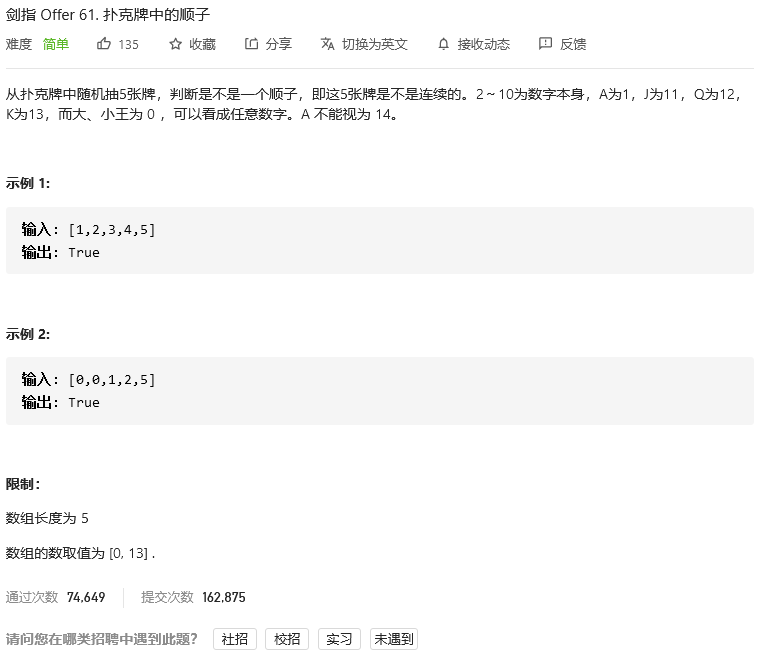 剑指 Offer 61. 扑克牌中的顺子
难度 简单 135 收藏 分享 切换为英文 接收动态 反馈
从扑克牌中随机抽5张牌，判断是不是一个顺子，即这5张牌是不是连续的。2～10为数字本身，A为1，J为11，Q为12，
K为13，而大、小王为 0 ，可以看成任意数字。A 不能视为 14。
示例 1:
输入: [1,2,3,4,5]
输出: True
示例 2:
输入: [0,0,1,2,5]
输出: True
限制：
数组长度为 5
数组的数取值为 [0, 13] .
通过次数 74,649 提交次数 162,875
请问您在哪类招聘中遇到此题？ 社招 校招 实习 未遇到